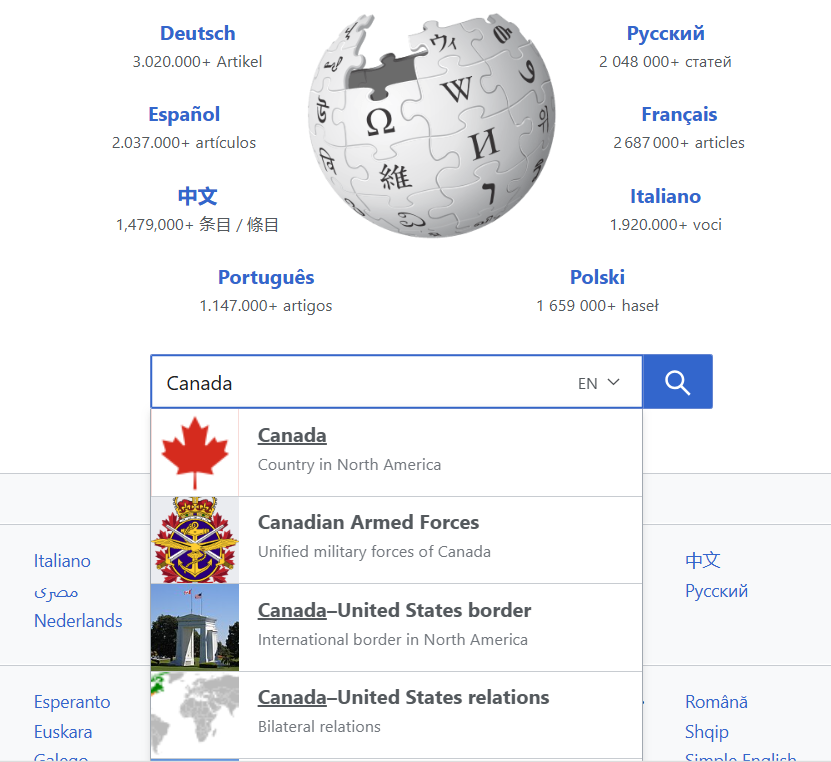 Deutsch
3.020.000+ Artikel
Русский
2 048 000+ статей
Español
2.037.000+ artículos
Français
2 687 000+ articles
中文
1,479,000+ 条目 / 條目
Italiano
1.920.000+ voci
Português
1.147.000+ artigos
Polski
1 659 000+ haseł
Ω
W
И
維
ウィ
Canada
EN
Canada
Country in North America
Canadian Armed Forces
Unified military forces of Canada
Canada–United States border
International border in North America
Canada–United States relations
Bilateral relations
Italiano
مصرى
Nederlands
中文
Русский
Esperanto
Euskara
Galego
Română
Shqip
Simple English